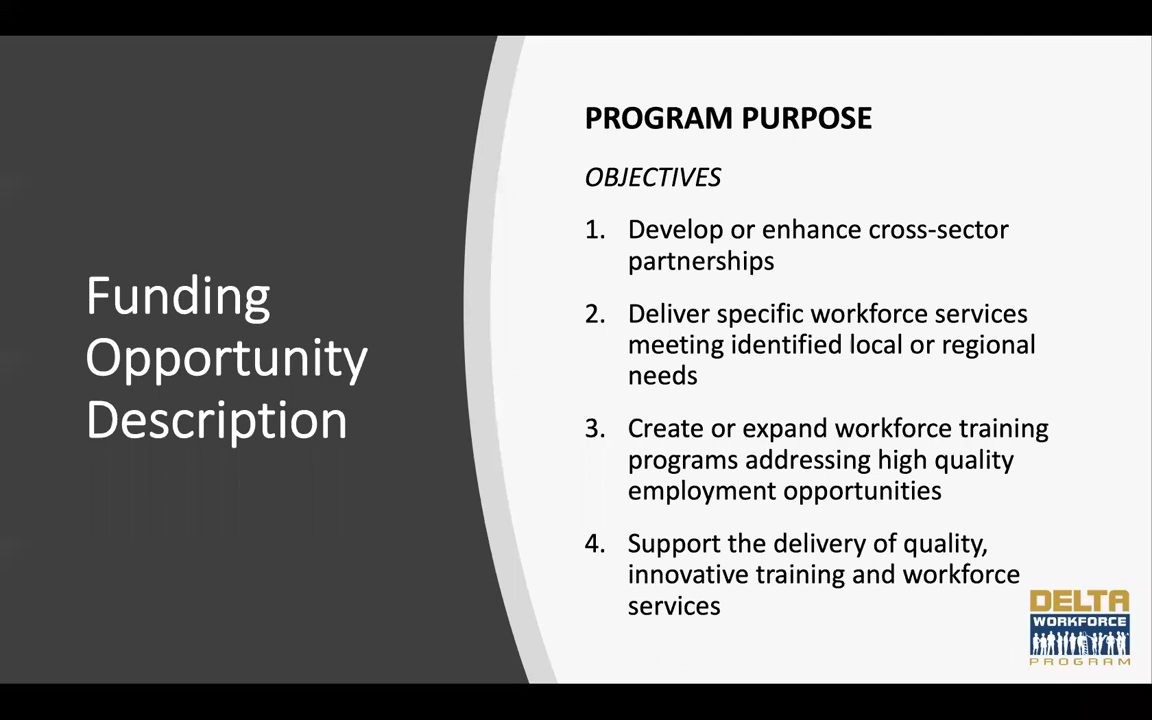 Funding
Opportunity
Description
PROGRAM PURPOSE
OBJECTIVES
1. Develop or enhance cross-sector
partnerships
2. Deliver specific workforce services
meeting identified local or regional
needs
3. Create or expand workforce training
programs addressing high quality
employment opportunities
4. Support the delivery of quality,
innovative training and workforce
services
DELTA
WORKFORCE
PROGRAM